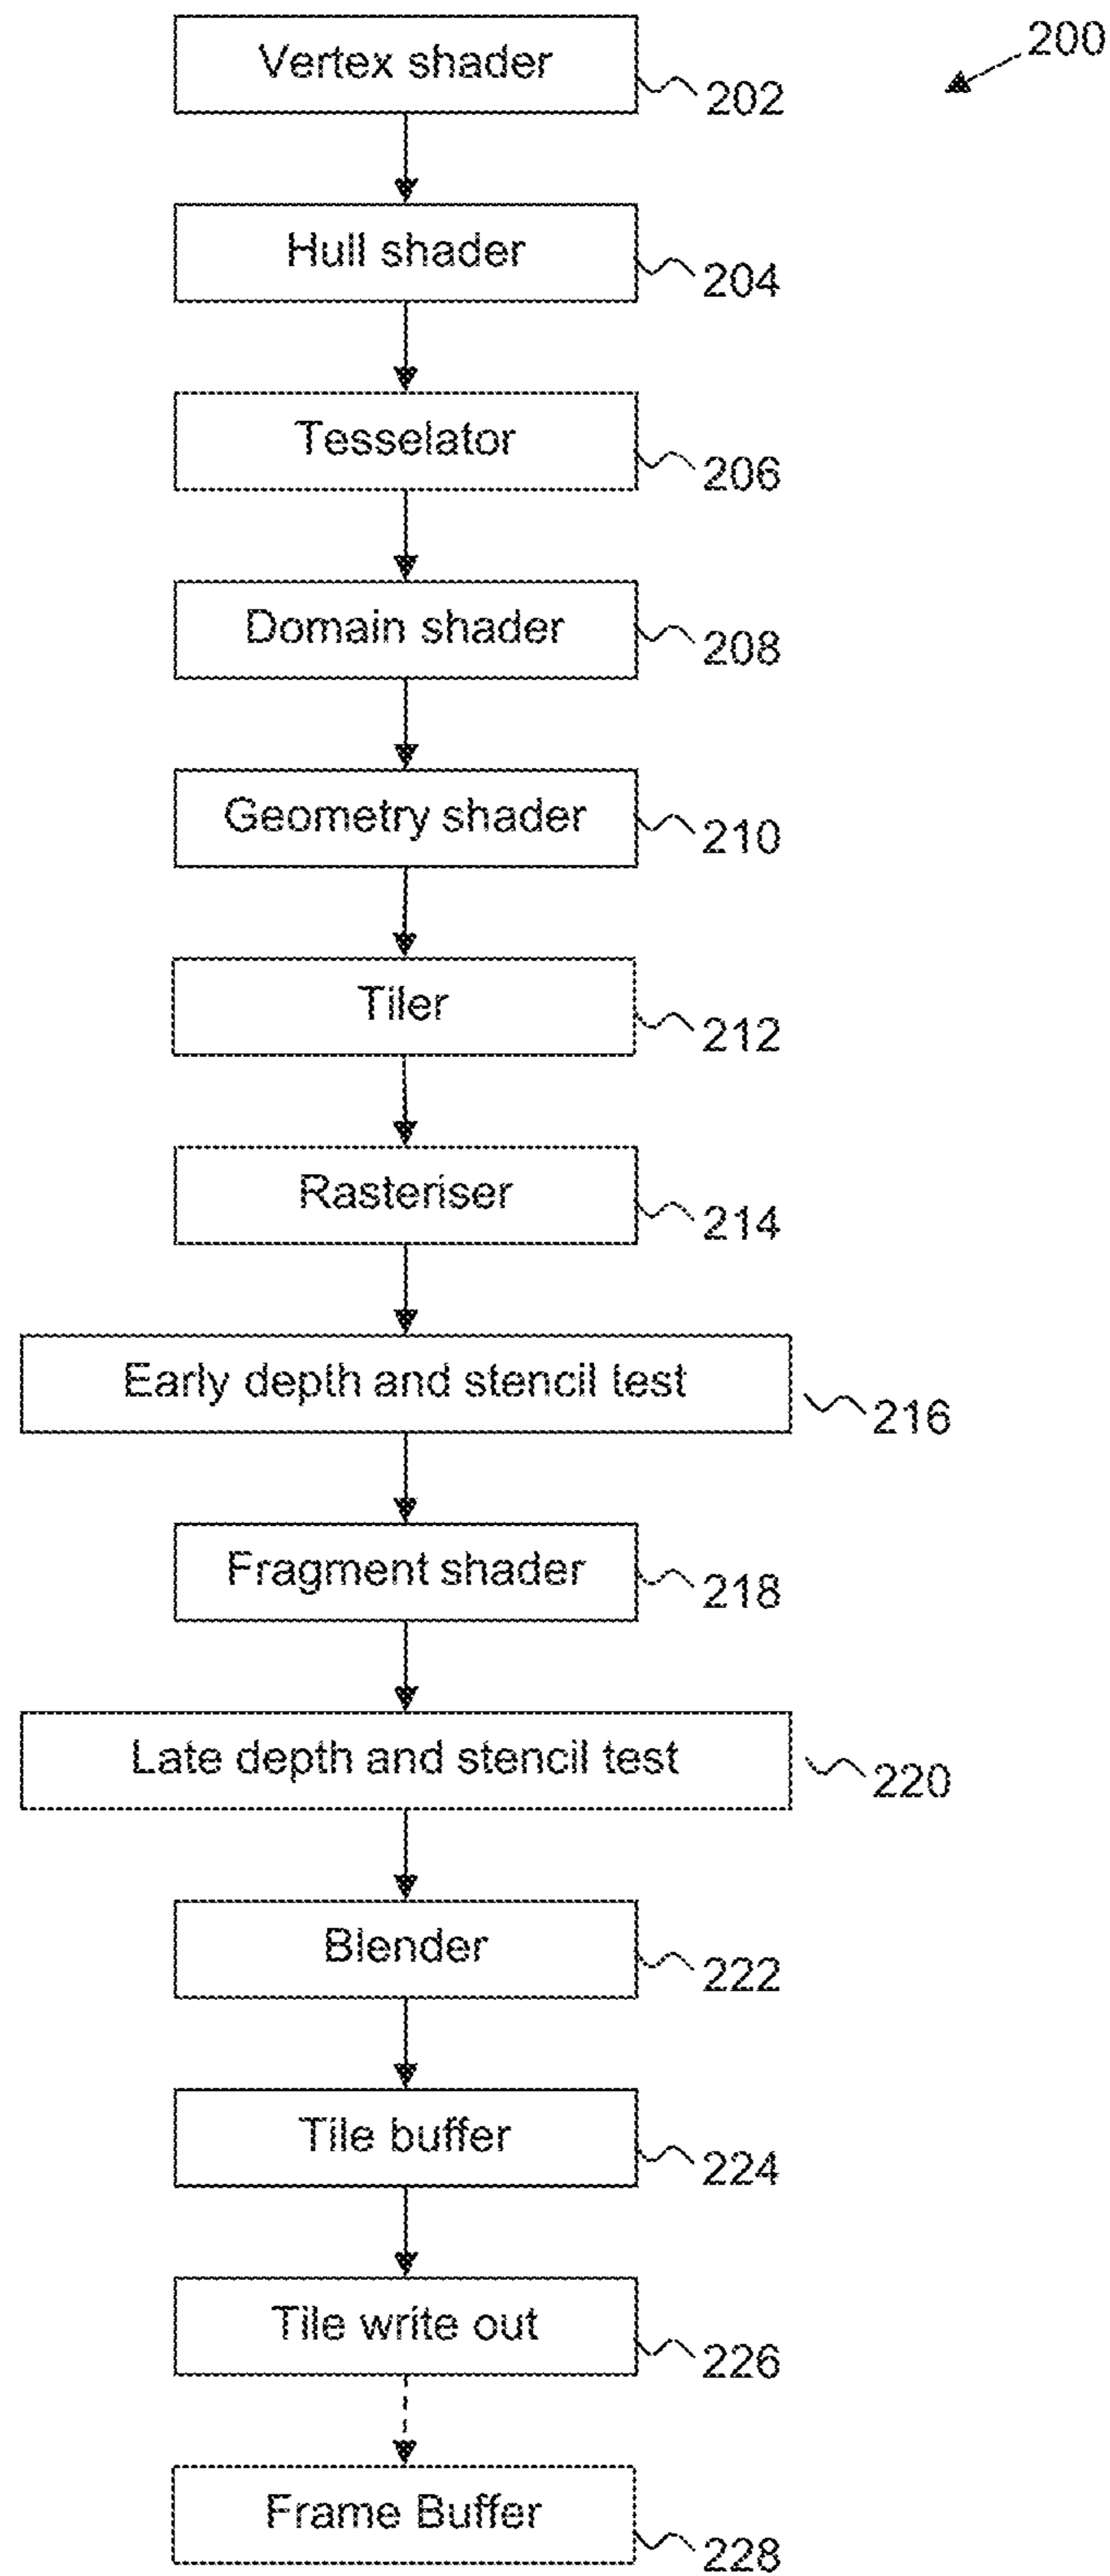 200
Vertex shader
202
Hull shader
204
Tesselator
206
Domain shader
208
Geometry shader
210
Tiler
212
Rasteriser
214
Early depth and stencil test
216
Fragment shader
218
Late depth and stencil test
220
Blender
222
Tile buffer
224
Tile write out
226
Frame Buffer
228